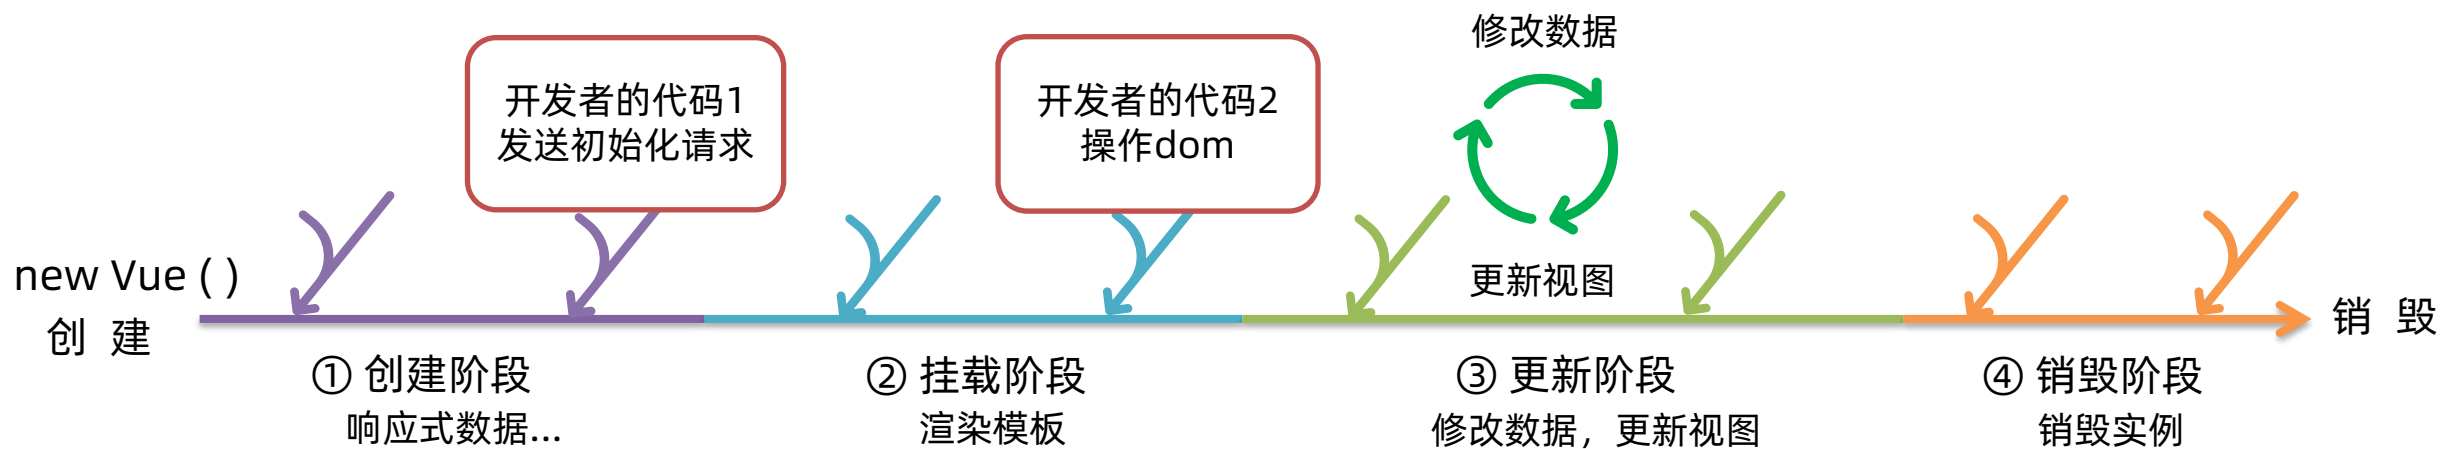 修改数据
开发者的代码1
发送初始化请求
开发者的代码2
操作dom
更新视图
new Vue ( )
创 建
销 毁
① 创建阶段
响应式数据...
② 挂载阶段
渲染模板
③ 更新阶段
修改数据，更新视图
④ 销毁阶段
销毁实例